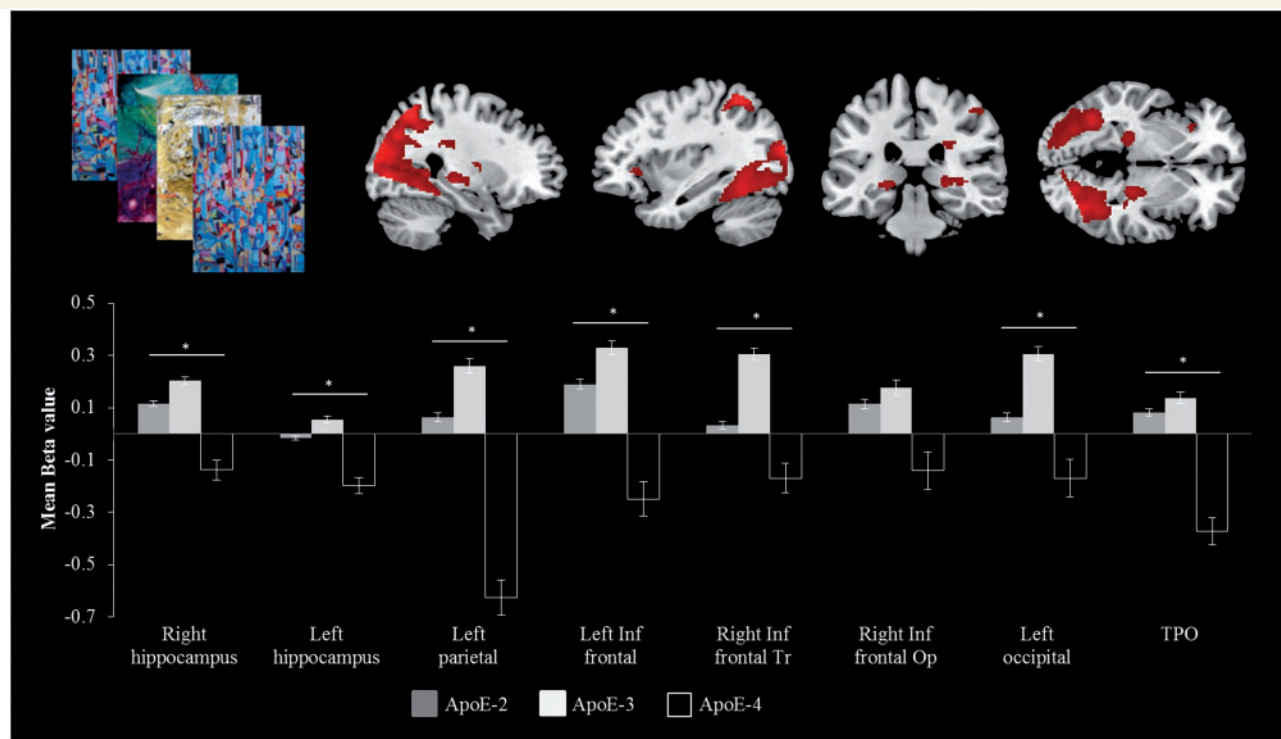 0.5
0.3
0.1
-0.1
-0.3
-0.5
-0.7
Mean Beta value
*
*
*
*
*
*
*
Right
hippocampus
Left
hippocampus
Left
parietal
Left Inf
frontal
Right Inf
frontal Tr
Right Inf
frontal Op
Left
occipital
TPO
ApoE-2
ApoE-3
ApoE-4